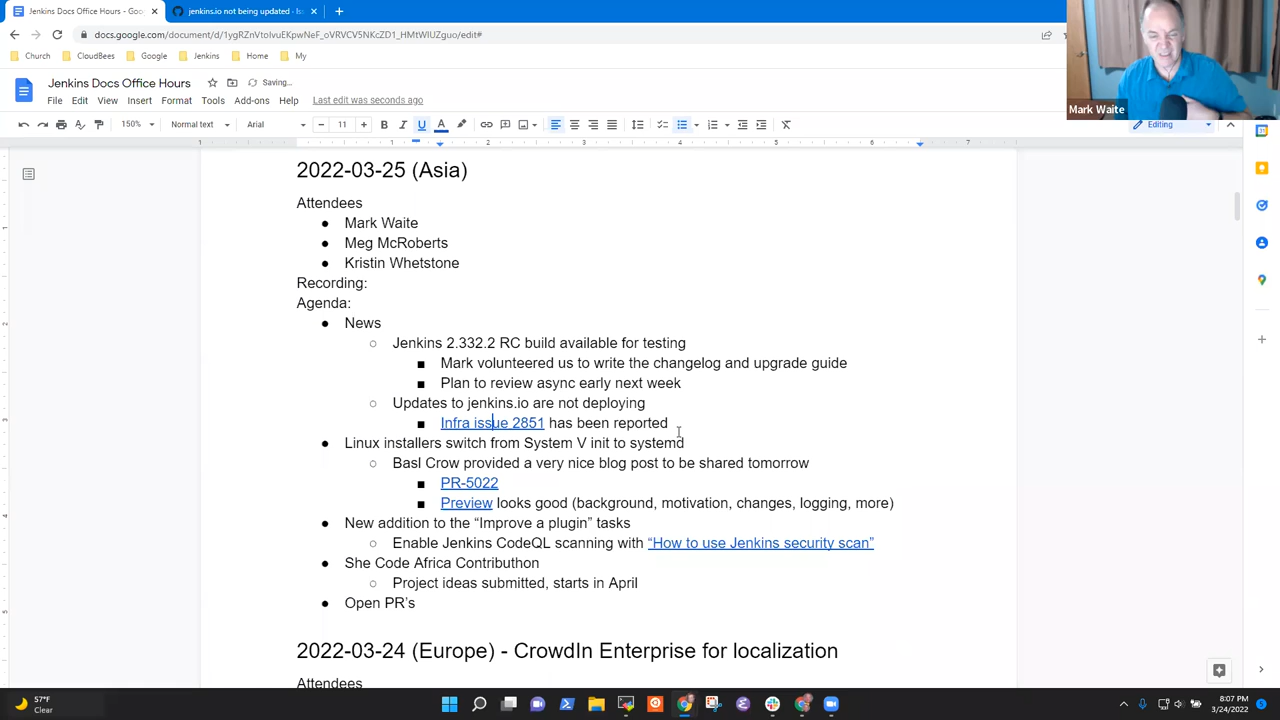 Jenkins Docs Office Hours - Goo
jenkins.io not being updated · Iss
docs.google.com/document/d/1ygRZnVtoIvuEKpwNeF_oVRVCV5NKcZD1_HMtWIUZguo/edit#
Church
CloudBees
Google
Jenkins
Home
My
Jenkins Docs Office Hours
Saving...
File Edit View Insert Format Tools Add-ons Help Last edit was seconds ago
150% Normal text Arial 11 Editing
Mark Waite
2022-03-25 (Asia)
Attendees
● Mark Waite
● Meg McRoberts
● Kristin Whetstone
Recording:
Agenda:
● News
○ Jenkins 2.332.2 RC build available for testing
■ Mark volunteered us to write the changelog and upgrade guide
■ Plan to review async early next week
○ Updates to jenkins.io are not deploying
■ Infra issue 2851 has been reported
● Linux installers switch from System V init to systemd
○ Basl Crow provided a very nice blog post to be shared tomorrow
■ PR-5022
■ Preview looks good (background, motivation, changes, logging, more)
● New addition to the “Improve a plugin” tasks
○ Enable Jenkins CodeQL scanning with “How to use Jenkins security scan”
● She Code Africa Contributhon
○ Project ideas submitted, starts in April
● Open PR’s
2022-03-24 (Europe) - CrowdIn Enterprise for localization
Attendees
57°F
Clear
8:07 PM
3/24/2022